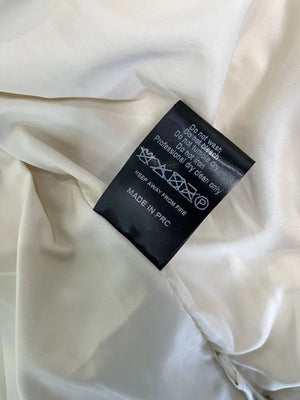 Do not wash
Do not bleach
Do not tumble dry
Do not iron
Professional dry clean only
P
KEEP AWAY FROM FIRE
MADE IN PRC